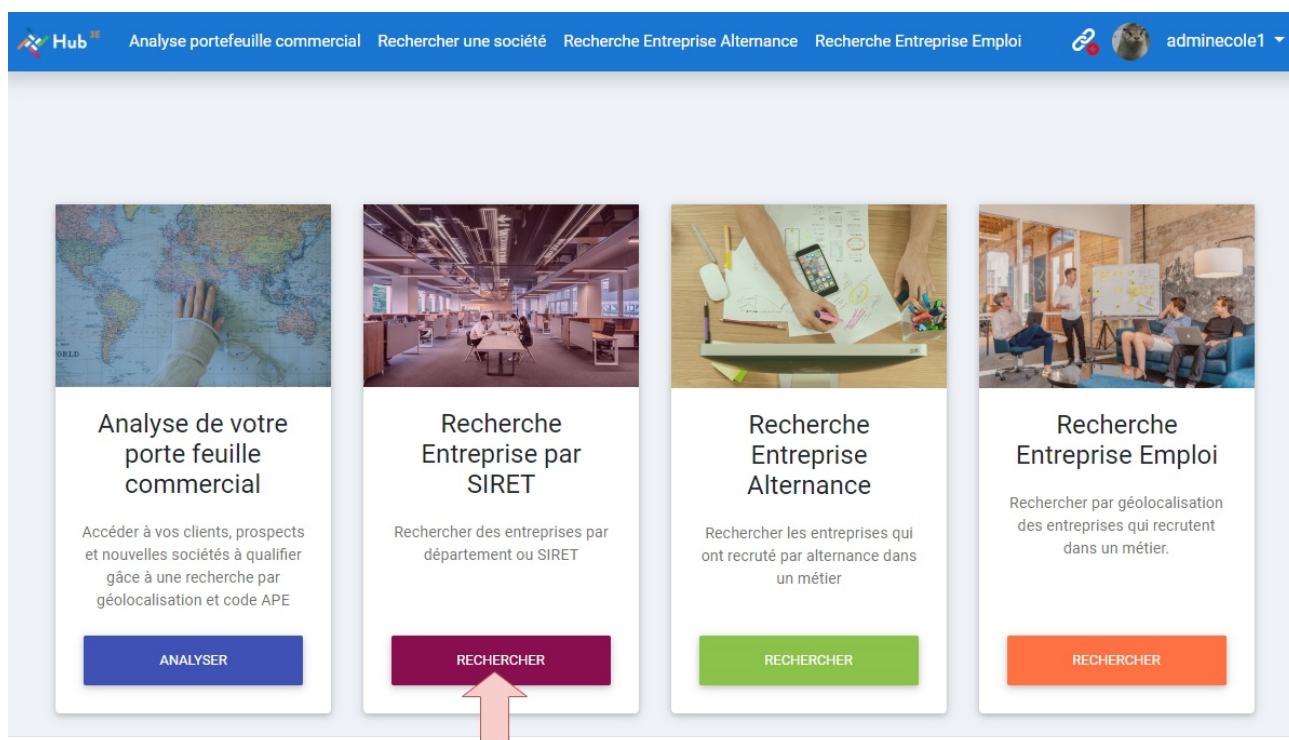 Hub 3E
Analyse portefeuille commercial
Rechercher une société
Recherche Entreprise Alternance
Recherche Entreprise Emploi
adminecole1
ORLD
Analyse de votre
porte feuille
commercial
Accéder à vos clients, prospects
et nouvelles sociétés à qualifier
gâce à une recherche par
géolocalisation et code APE
ANALYSER
Recherche
Entreprise par
SIRET
Rechercher des entreprises par
département ou SIRET
RECHERCHER
Recherche
Entreprise
Alternance
Rechercher les entreprises qui
ont recruté par alternance dans
un métier
RECHERCHER
Recherche
Entreprise Emploi
Rechercher par géolocalisation
des entreprises qui recrutent
dans un métier.
RECHERCHER